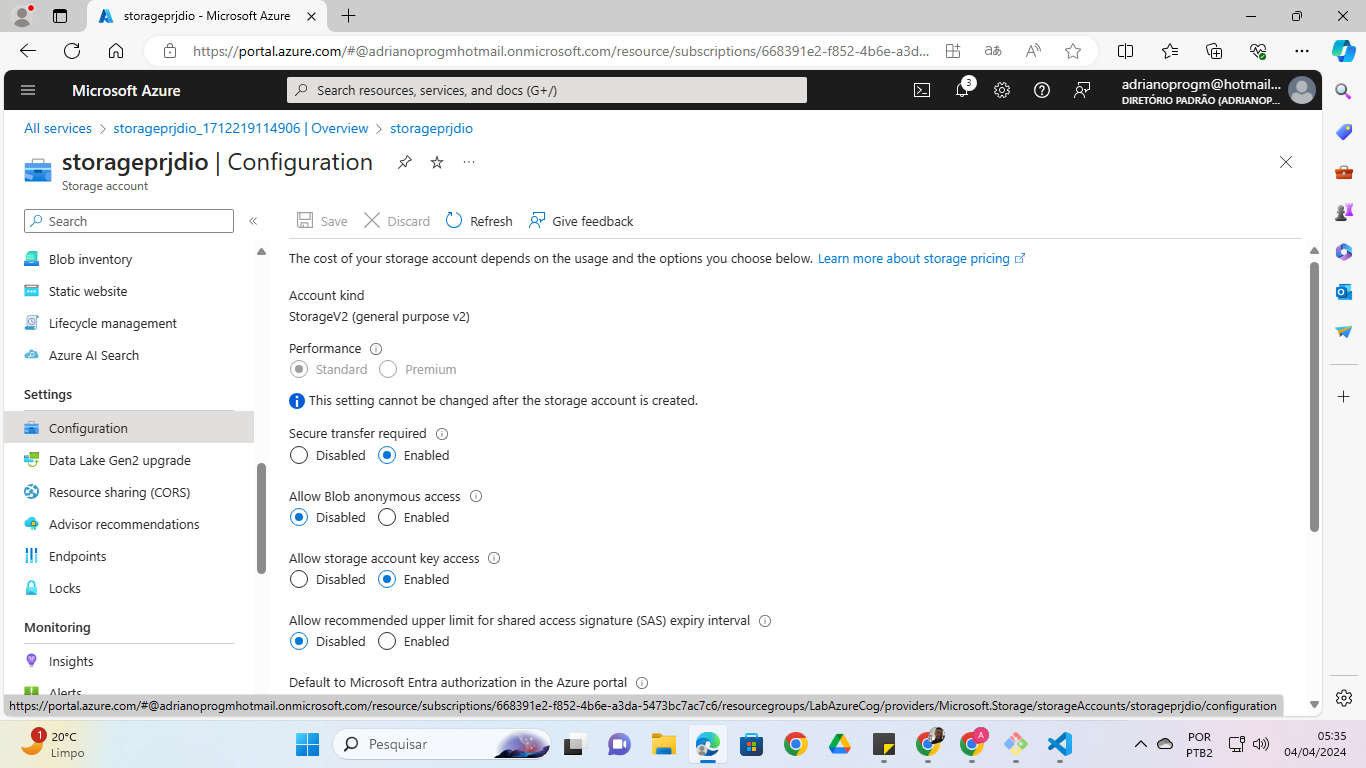 storageprjdio - Microsoft Azure
https://portal.azure.com/#@adrianoprogmhotmail.onmicrosoft.com/resource/subscriptions/668391e2-f852-4b6e-a3d...
Microsoft Azure
Search resources, services, and docs (G+/)
3
adrianoprogm@hotmail...
DIRETÓRIO PADRÃO (ADRIANOP...
All services > storageprjdio_1712219114906 | Overview > storageprjdio
storageprjdio | Configuration
Storage account
Search
Save Discard Refresh Give feedback
Blob inventory
Static website
Lifecycle management
Azure AI Search
Settings
Configuration
Data Lake Gen2 upgrade
Resource sharing (CORS)
Advisor recommendations
Endpoints
Locks
Monitoring
Insights
Alerts
The cost of your storage account depends on the usage and the options you choose below. Learn more about storage pricing
Account kind
StorageV2 (general purpose v2)
Performance
Standard Premium
This setting cannot be changed after the storage account is created.
Secure transfer required
Disabled Enabled
Allow Blob anonymous access
Disabled Enabled
Allow storage account key access
Disabled Enabled
Allow recommended upper limit for shared access signature (SAS) expiry interval
Disabled Enabled
Default to Microsoft Entra authorization in the Azure portal
https://portal.azure.com/#@adrianoprogmhotmail.onmicrosoft.com/resource/subscriptions/668391e2-f852-4b6e-a3da-5473bc7ac7c6/resourcegroups/LabAzureCog/providers/Microsoft.Storage/storageAccounts/storageprjdio/configuration
1
20°C
Limpo
Pesquisar
A
POR
PTB2
05:35
04/04/2024